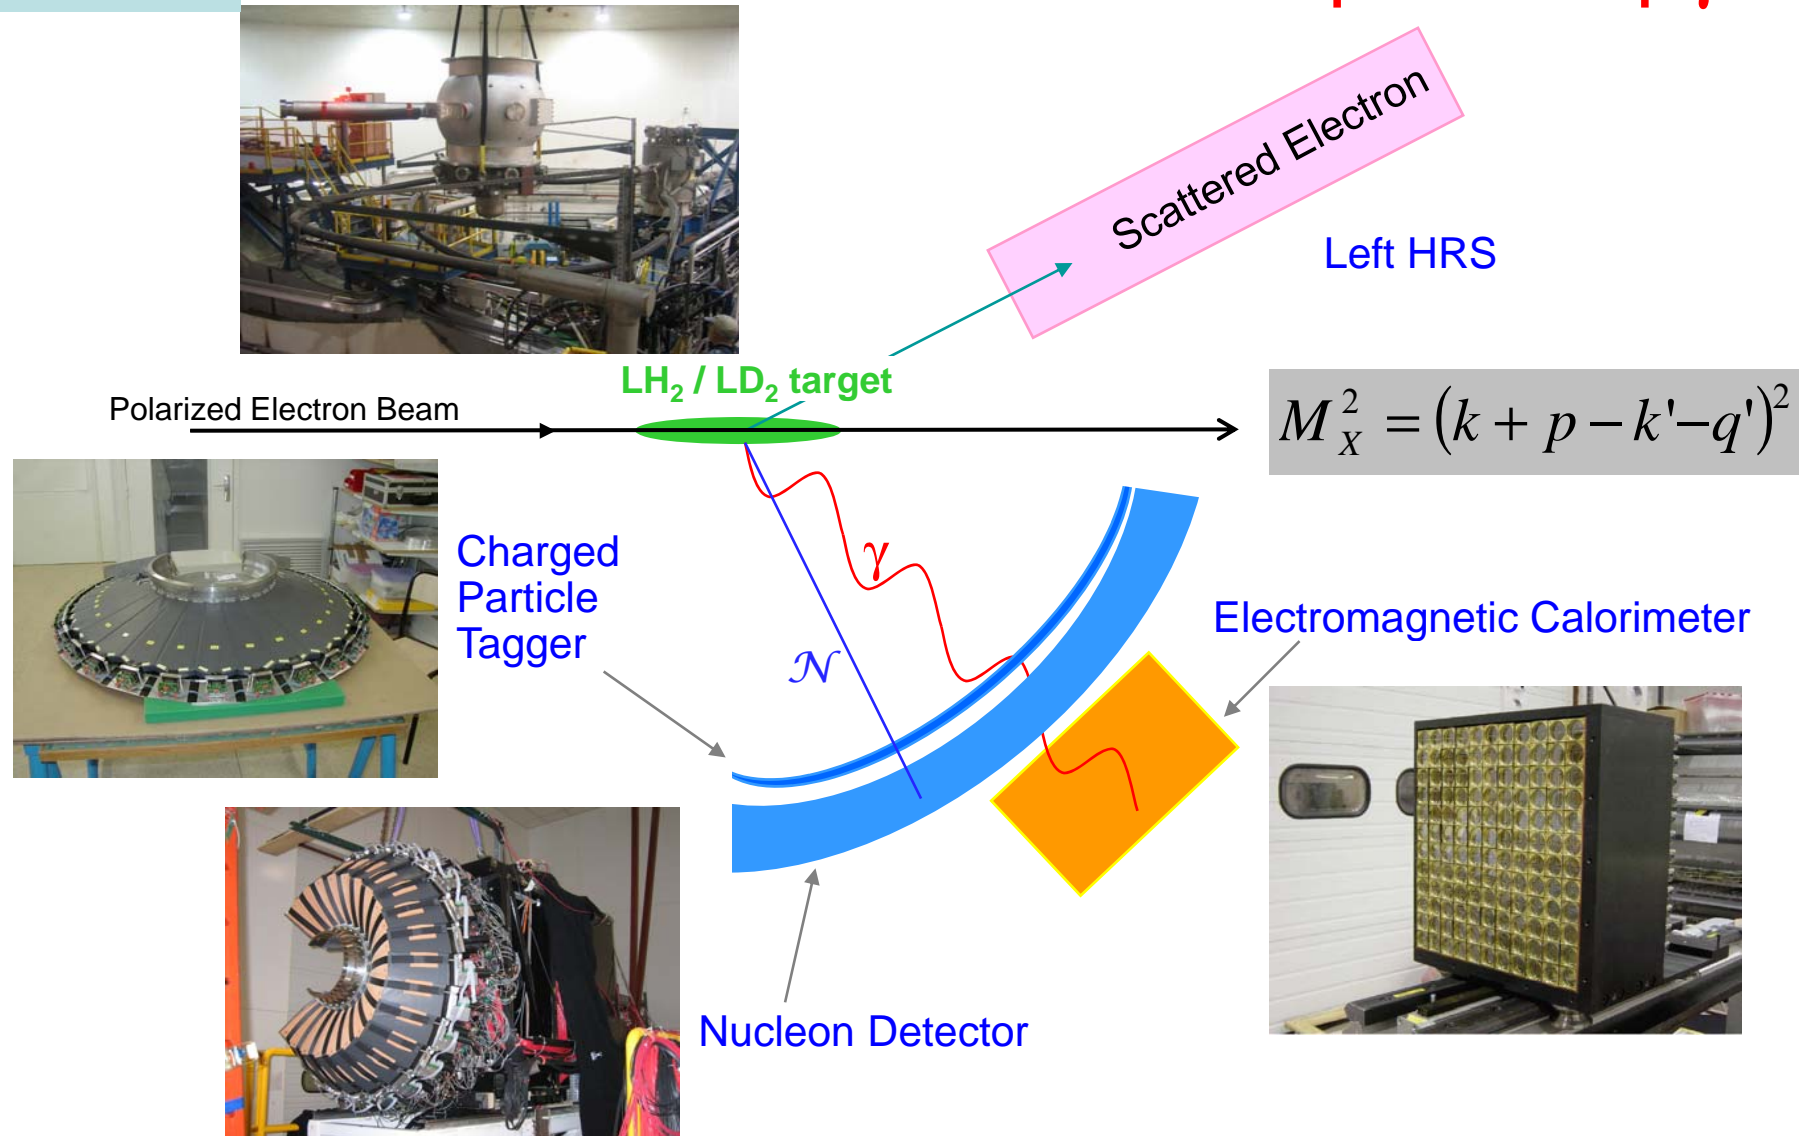 Scattered Electron
Left HRS
LH₂ / LD₂ target
Polarized Electron Beam
M_X^2 = (k + p − k'−q')^2
Charged
Particle
Tagger
γ
N
Electromagnetic Calorimeter
Nucleon Detector